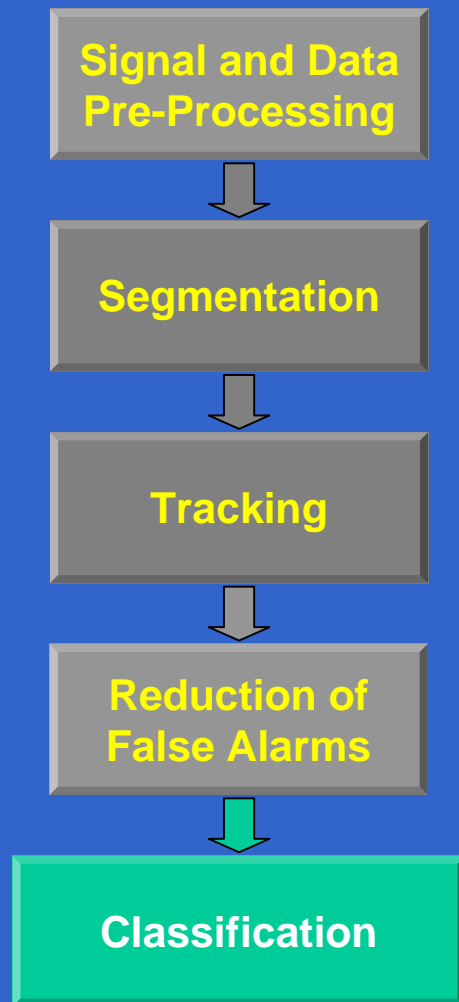 Signal and Data
Pre-Processing
Segmentation
Tracking
Reduction of
False Alarms
Classification